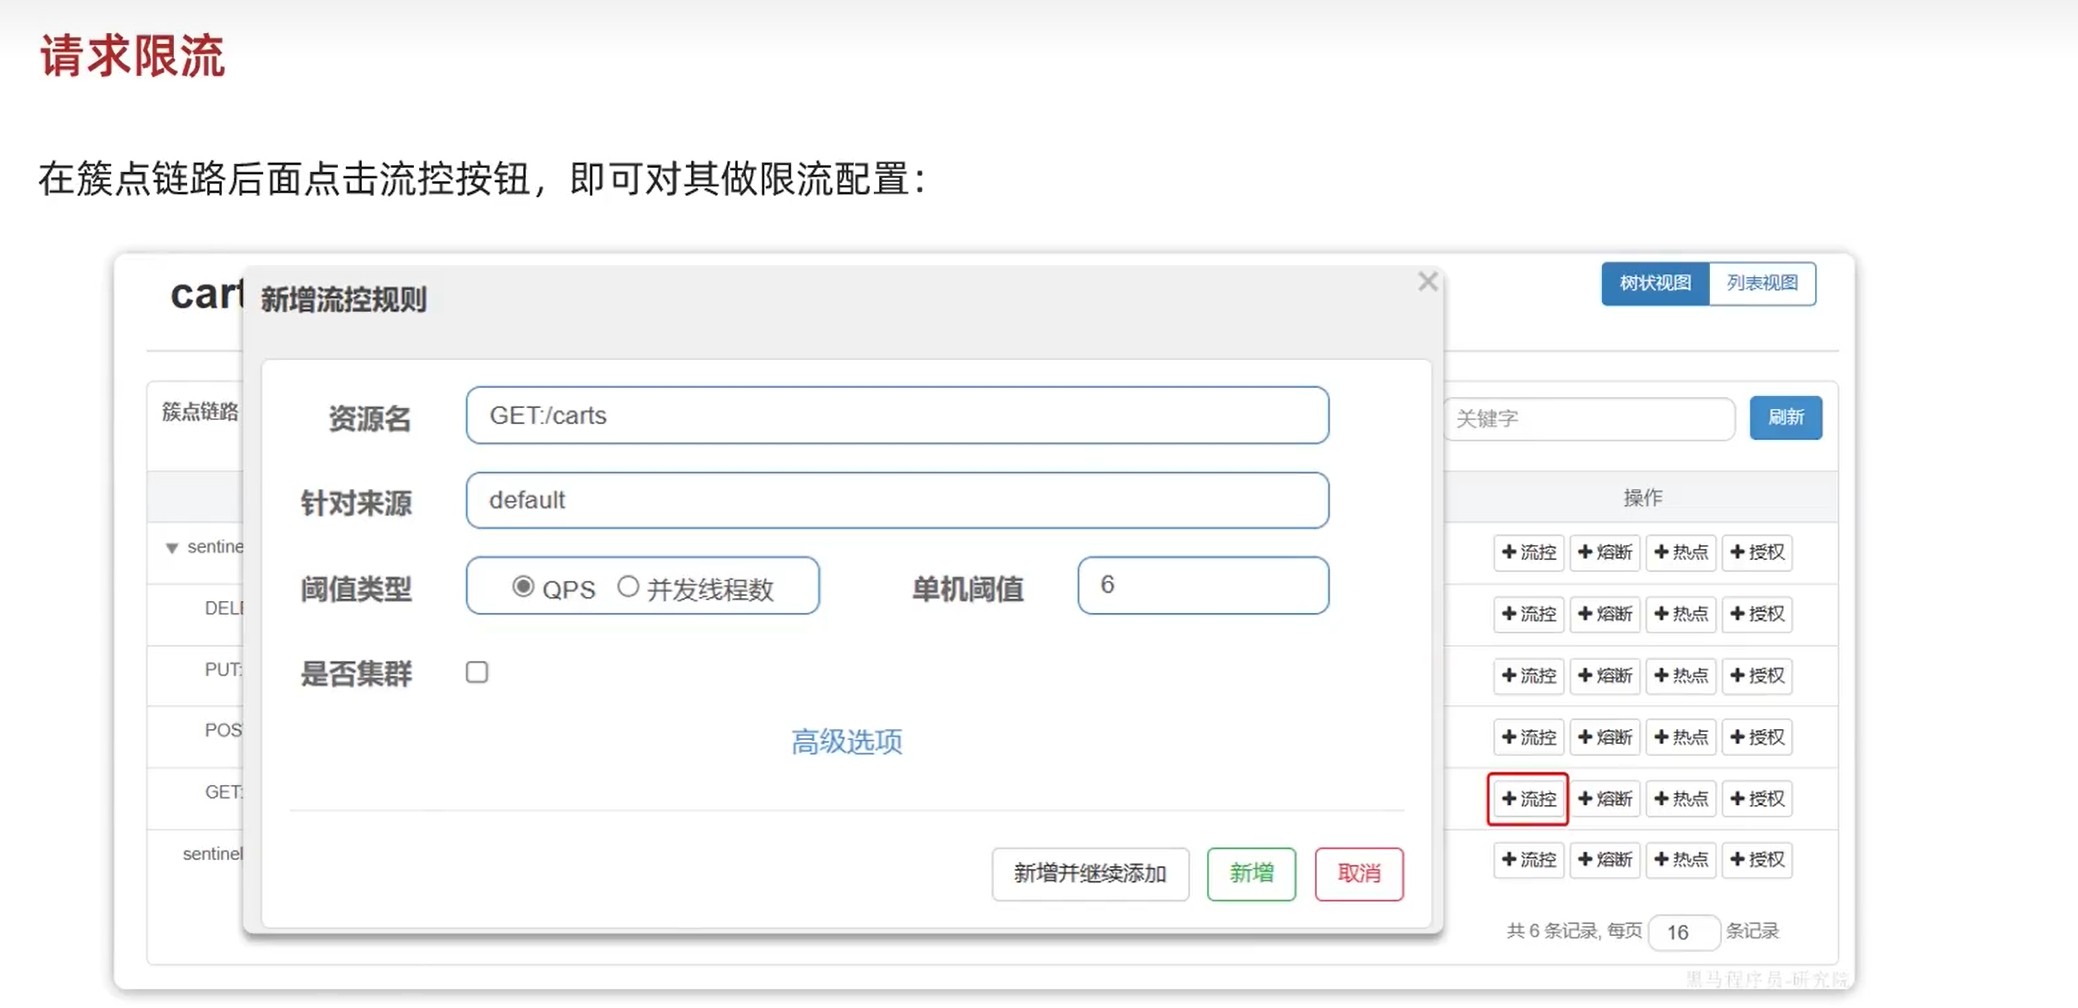 请求限流
在簇点链路后面点击流控按钮，即可对其做限流配置：
cart
新增流控规则
×
树状视图
列表视图
簇点链路
资源名
GET:/carts
关键字
刷新
针对来源
default
操作
阈值类型
QPS
并发线程数
单机阈值
6
是否集群
高级选项
新增并继续添加
新增
取消
sentine
+流控 +熔断 +热点 +授权
DELE
+流控 +熔断 +热点 +授权
PUT:
+流控 +熔断 +热点 +授权
POS
+流控 +熔断 +热点 +授权
GET:
+流控 +熔断 +热点 +授权
sentinel
+流控 +熔断 +热点 +授权
共 6 条记录, 每页 16 条记录
黑马程序员-研究院